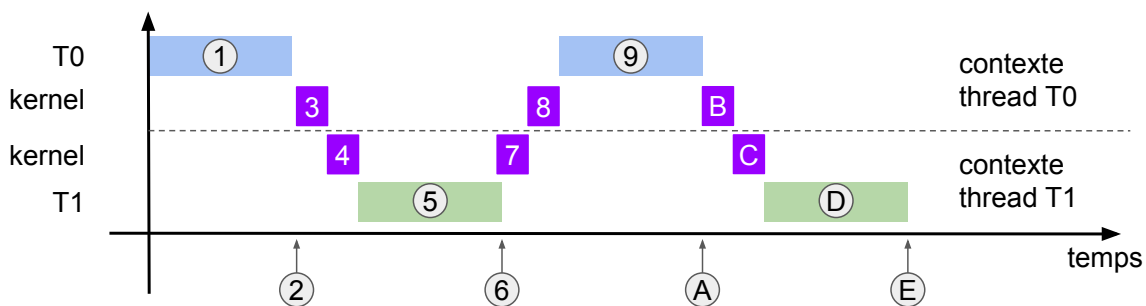 T0
1
9
contexte
thread T0
kernel
3
8
B
kernel
4
7
C
contexte
thread T1
T1
5
D
temps
2
6
A
E